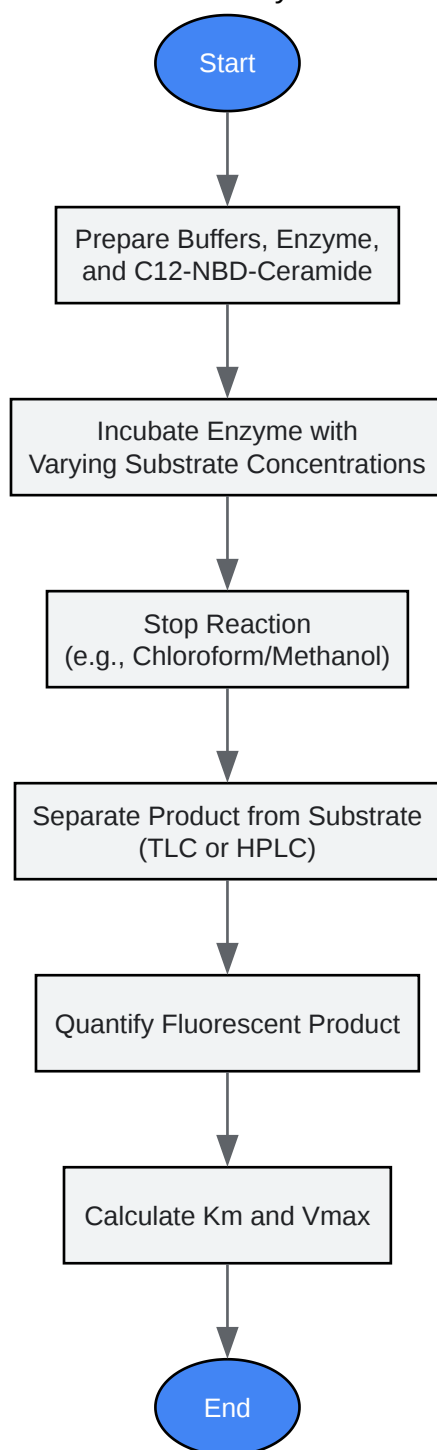 Start
Prepare Buffers, Enzyme,
and C12-NBD-Ceramide
Incubate Enzyme with
Varying Substrate Concentrations
Stop Reaction
(e.g., Chloroform/Methanol)
Separate Product from Substrate
(TLC or HPLC)
Quantify Fluorescent Product
Calculate Km and Vmax
End